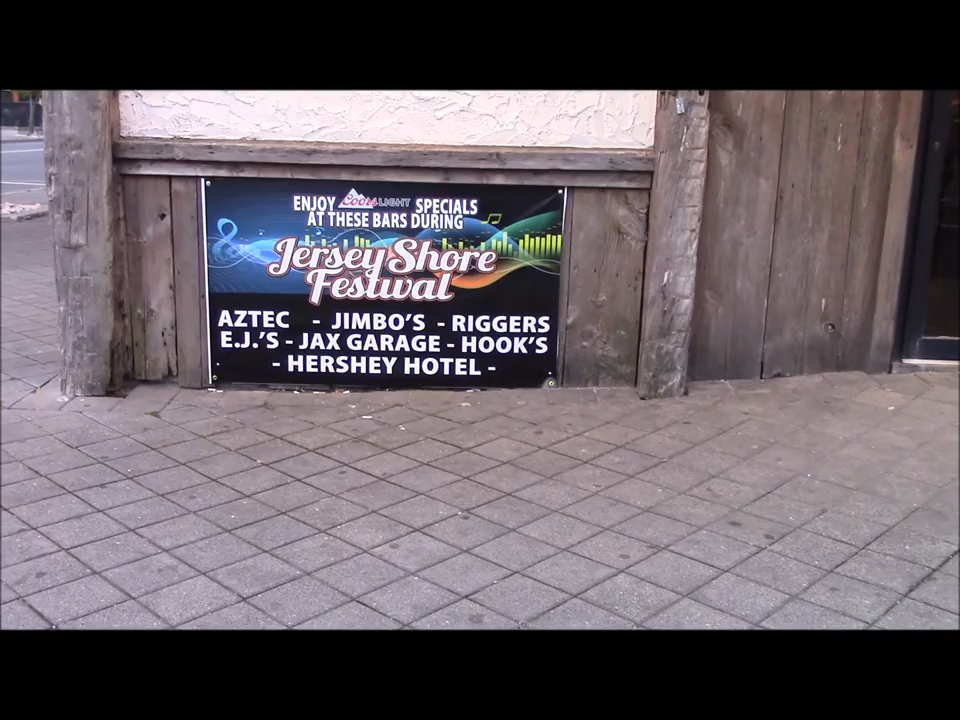 ENJOY Coors LIGHT SPECIALS
AT THESE BARS DURING
Jersey Shore
Festival
AZTEC - JIMBO'S - RIGGERS
E.J.'S - JAX GARAGE - HOOK'S
- HERSHEY HOTEL -